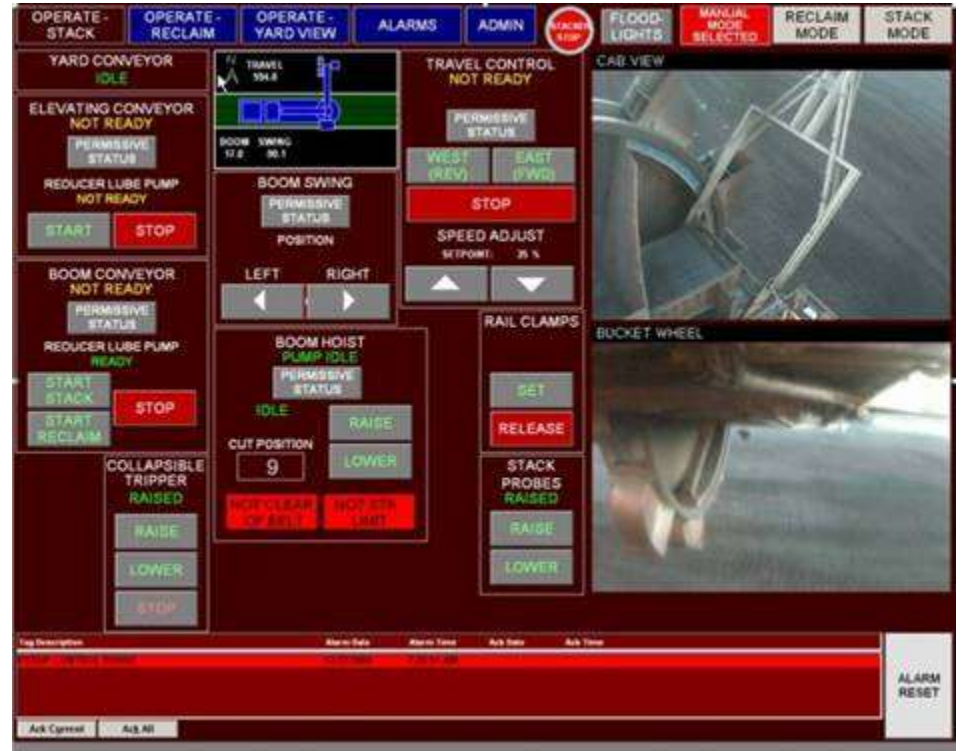 OPERATE - STACK
OPERATE - RECLAIM
OPERATE - YARD VIEW
ALARMS
ADMIN
STOP
FLOOD-LIGHTS
MANUAL MODE SELECTED
RECLAIM MODE
STACK MODE
YARD CONVEYOR
IDLE
ELEVATING CONVEYOR
NOT READY
PERMISSIVE STATUS
REDUCER LUBE PUMP
NOT READY
START
STOP
BOOM CONVEYOR
NOT READY
PERMISSIVE STATUS
REDUCER LUBE PUMP
READY
START STACK
STOP
START RECLAIM
COLLAPSIBLE TRIPPER
RAISED
RAISE
LOWER
STOP
N
TRAVEL
BOOM SWING
BOOM SWING
PERMISSIVE STATUS
POSITION
LEFT RIGHT
BOOM HOIST
PUMP IDLE
PERMISSIVE STATUS
IDLE
RAISE
CUT POSITION
9
LOWER
NOT CLEAR OF BELT
LIMIT
TRAVEL CONTROL
NOT READY
PERMISSIVE STATUS
WEST (REV)
EAST (FWD)
STOP
SPEED ADJUST
SETPOINT: 35 %
RAIL CLAMPS
SET
RELEASE
STACK PROBES
RAISED
RAISE
LOWER
CAB VIEW
BUCKET WHEEL
Tag Description Alarm Date Alarm Time Ack Date Ack Time
ALARM RESET
Ack Current Ack All